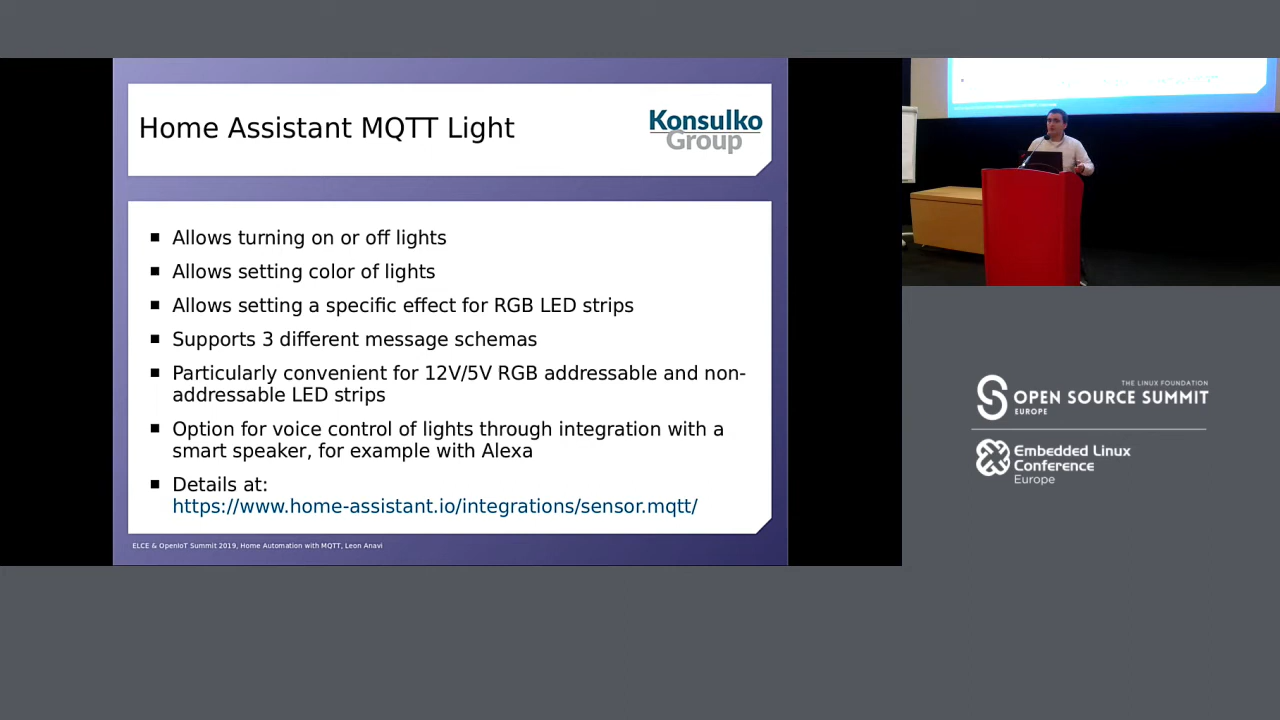 Home Assistant MQTT Light
Konsulko
Group
Allows turning on or off lights
Allows setting color of lights
Allows setting a specific effect for RGB LED strips
Supports 3 different message schemas
Particularly convenient for 12V/5V RGB addressable and non-
addressable LED strips
Option for voice control of lights through integration with a
smart speaker, for example with Alexa
Details at:
https://www.home-assistant.io/integrations/sensor.mqtt/
ELCE & OpenIoT Summit 2019, Home Automation with MQTT, Leon Anavi
THE LINUX FOUNDATION
OPEN SOURCE SUMMIT
EUROPE
Embedded Linux
Conference
Europe